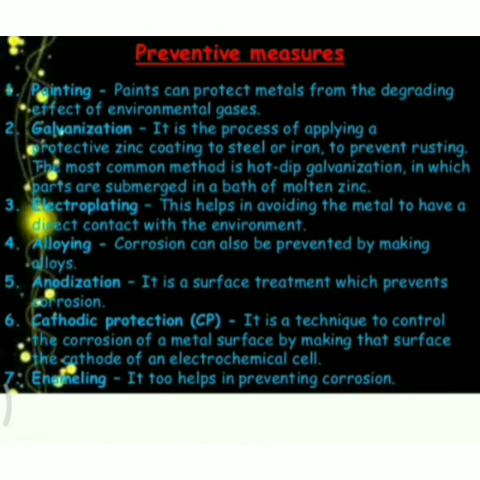 Preventive measures
1. Painting - Paints can protect metals from the degrading
effect of environmental gases.
2. Galvanization - It is the process of applying a
protective zinc coating to steel or iron, to prevent rusting.
The most common method is hot-dip galvanization, in which
parts are submerged in a bath of molten zinc.
3. Electroplating - This helps in avoiding the metal to have a
direct contact with the environment.
4. Alloying - Corrosion can also be prevented by making
alloys.
5. Anodization - It is a surface treatment which prevents
corrosion.
6. Cathodic protection (CP) - It is a technique to control
the corrosion of a metal surface by making that surface
the cathode of an electrochemical cell.
7. Enameling - It too helps in preventing corrosion.